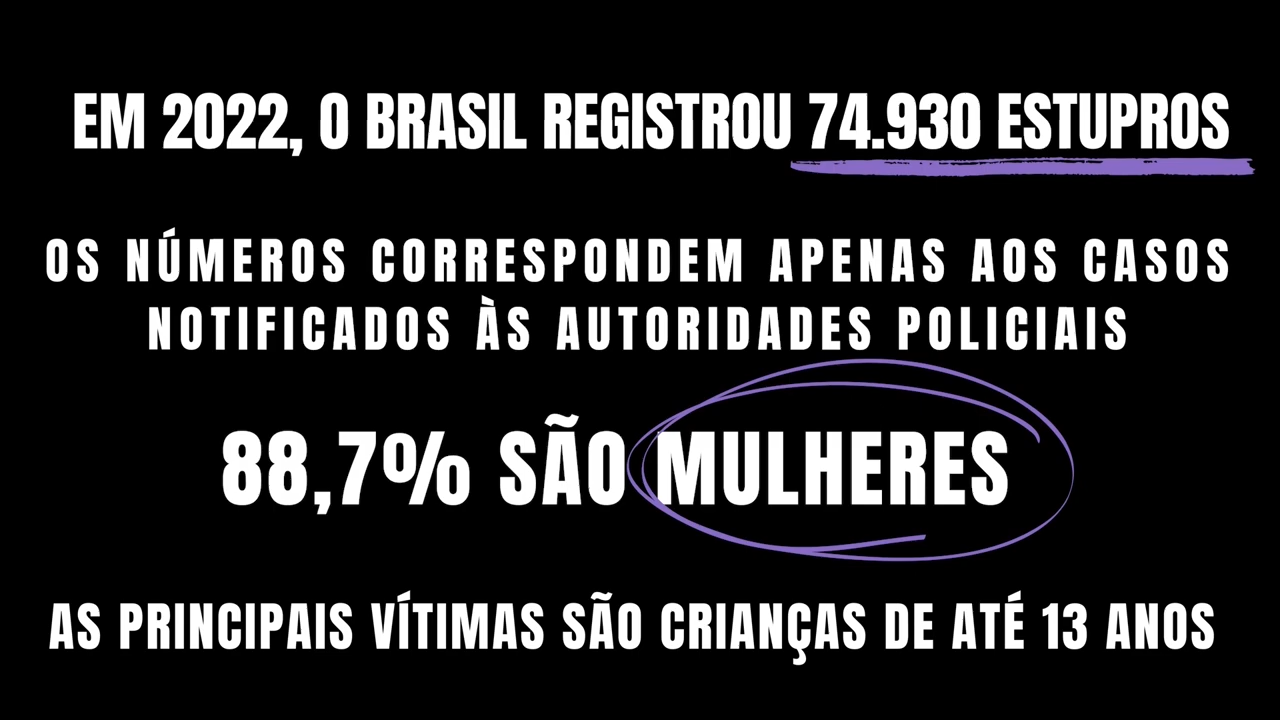 EM 2022, O BRASIL REGISTROU 74.930 ESTUPROS
OS NÚMEROS CORRESPONDEM APENAS AOS CASOS
NOTIFICADOS ÀS AUTORIDADES POLICIAIS
88,7% SÃO MULHERES
AS PRINCIPAIS VÍTIMAS SÃO CRIANÇAS DE ATÉ 13 ANOS